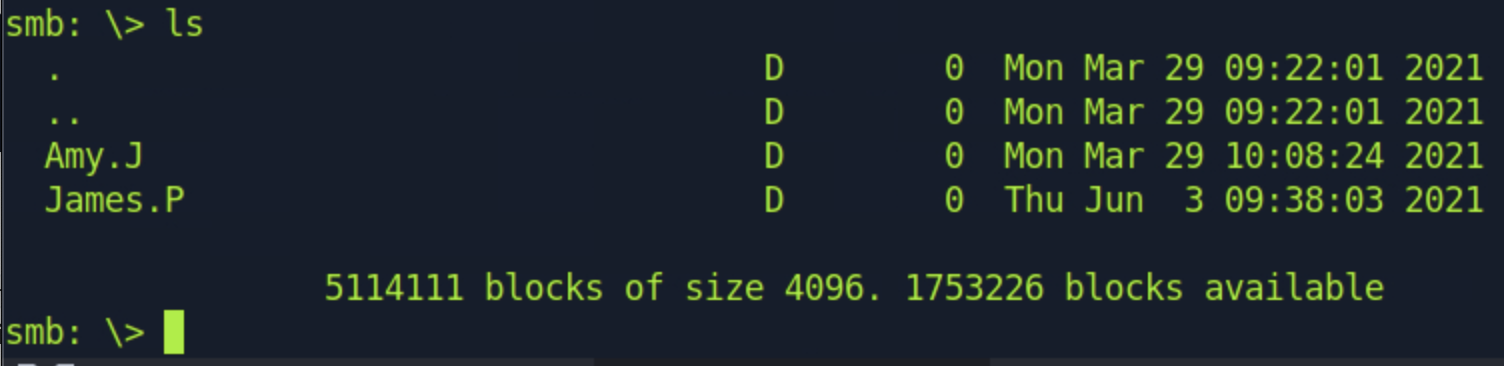 smb: \> ls
  .                                   D        0  Mon Mar 29 09:22:01 2021
  ..                                  D        0  Mon Mar 29 09:22:01 2021
  Amy.J                               D        0  Mon Mar 29 10:08:24 2021
  James.P                             D        0  Thu Jun  3 09:38:03 2021
                5114111 blocks of size 4096. 1753226 blocks available
smb: \>